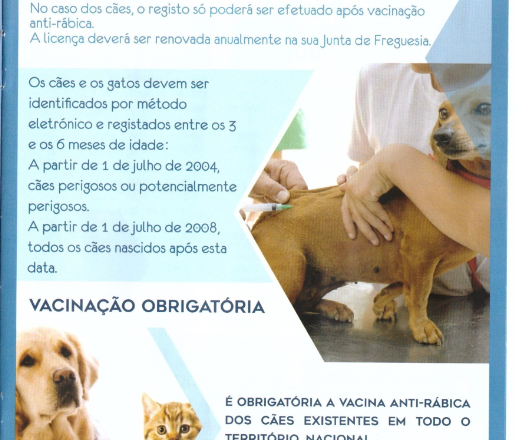 No caso dos cães, o registo só poderá ser efetuado após vacinação
anti-rábica.
A licença deverá ser renovada anualmente na sua Junta de Freguesia.
Os cães e os gatos devem ser
identificados por método
eletrónico e registados entre os 3
e os 6 meses de idade:
A partir de 1 de julho de 2004,
cães perigosos ou potencialmente
perigosos.
A partir de 1 de julho de 2008,
todos os cães nascidos após esta
data.
VACINAÇÃO OBRIGATÓRIA
É OBRIGATÓRIA A VACINA ANTI-RÁBICA
DOS CÃES EXISTENTES EM TODO O
TERRITÓRIO NACIONAL